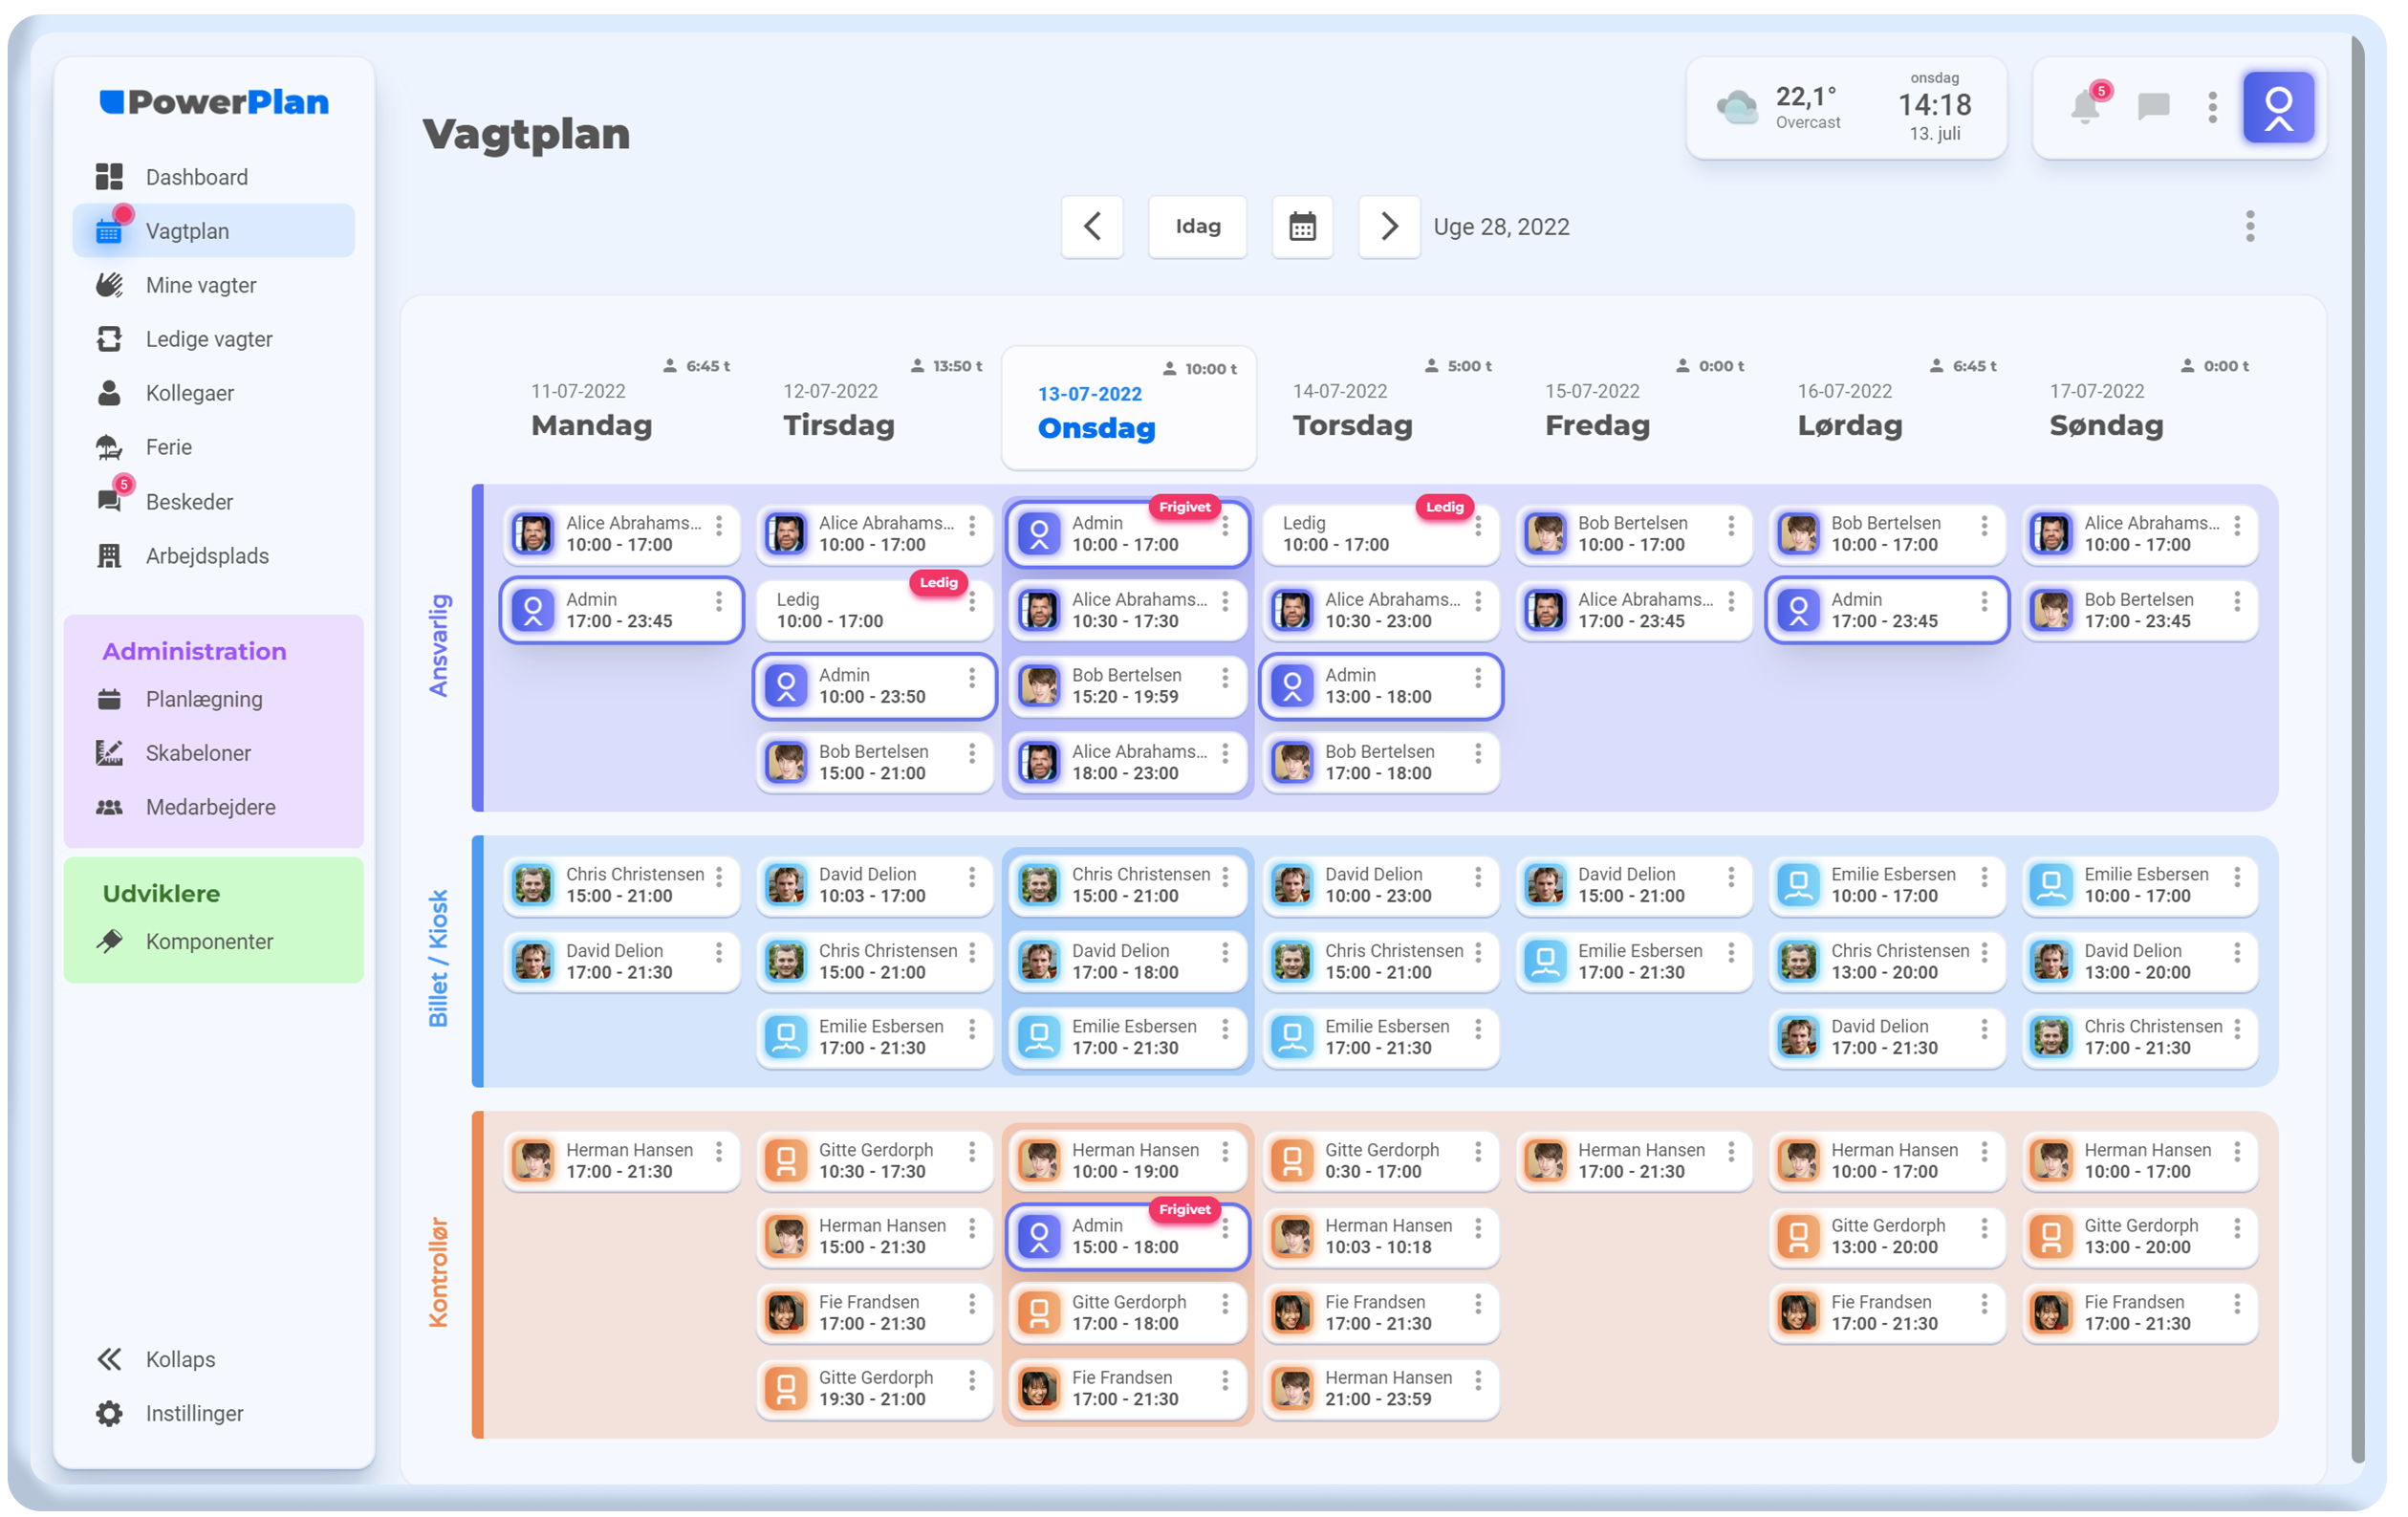 PowerPlan
Dashboard
Vagtplan
Mine vagter
Ledige vagter
Kollegaer
Ferie
5
Beskeder
Arbejdsplads
Administration
Planlægning
Skabeloner
Medarbejdere
Udviklere
Komponenter
Kollaps
Instillinger
Vagtplan
22,1°
Overcast
onsdag
14:18
13. juli
5
Idag
Uge 28, 2022
6:45 t
11-07-2022
Mandag
13:50 t
12-07-2022
Tirsdag
10:00 t
13-07-2022
Onsdag
5:00 t
14-07-2022
Torsdag
0:00 t
15-07-2022
Fredag
6:45 t
16-07-2022
Lørdag
0:00 t
17-07-2022
Søndag
Ansvarlig
Alice Abrahams...
10:00 - 17:00
Admin
17:00 - 23:45
Alice Abrahams...
10:00 - 17:00
Ledig
Ledig
10:00 - 17:00
Admin
10:00 - 23:50
Bob Bertelsen
15:00 - 21:00
Frigivet
Admin
10:00 - 17:00
Alice Abrahams...
10:30 - 17:30
Bob Bertelsen
15:20 - 19:59
Alice Abrahams...
18:00 - 23:00
Ledig
Ledig
10:00 - 17:00
Alice Abrahams...
10:30 - 23:00
Admin
13:00 - 18:00
Bob Bertelsen
17:00 - 18:00
Bob Bertelsen
10:00 - 17:00
Alice Abrahams...
17:00 - 23:45
Bob Bertelsen
10:00 - 17:00
Admin
17:00 - 23:45
Alice Abrahams...
10:00 - 17:00
Bob Bertelsen
17:00 - 23:45
Billet / Kiosk
Chris Christensen
15:00 - 21:00
David Delion
17:00 - 21:30
David Delion
10:03 - 17:00
Chris Christensen
15:00 - 21:00
Emilie Esbersen
17:00 - 21:30
Chris Christensen
15:00 - 21:00
David Delion
17:00 - 18:00
Emilie Esbersen
17:00 - 21:30
David Delion
10:00 - 23:00
Chris Christensen
15:00 - 21:00
Emilie Esbersen
17:00 - 21:30
David Delion
15:00 - 21:00
Emilie Esbersen
17:00 - 21:30
Emilie Esbersen
10:00 - 17:00
Chris Christensen
13:00 - 20:00
David Delion
17:00 - 21:30
Emilie Esbersen
10:00 - 17:00
David Delion
13:00 - 20:00
Chris Christensen
17:00 - 21:30
Kontrollør
Herman Hansen
17:00 - 21:30
Gitte Gerdorph
10:30 - 17:30
Herman Hansen
15:00 - 21:30
Fie Frandsen
17:00 - 21:30
Gitte Gerdorph
19:30 - 21:00
Herman Hansen
10:00 - 19:00
Frigivet
Admin
15:00 - 18:00
Gitte Gerdorph
17:00 - 18:00
Fie Frandsen
17:00 - 21:30
Gitte Gerdorph
0:30 - 17:00
Herman Hansen
10:03 - 10:18
Fie Frandsen
17:00 - 21:30
Herman Hansen
21:00 - 23:59
Herman Hansen
17:00 - 21:30
Herman Hansen
10:00 - 17:00
Gitte Gerdorph
13:00 - 20:00
Fie Frandsen
17:00 - 21:30
Herman Hansen
10:00 - 17:00
Gitte Gerdorph
13:00 - 20:00
Fie Frandsen
17:00 - 21:30